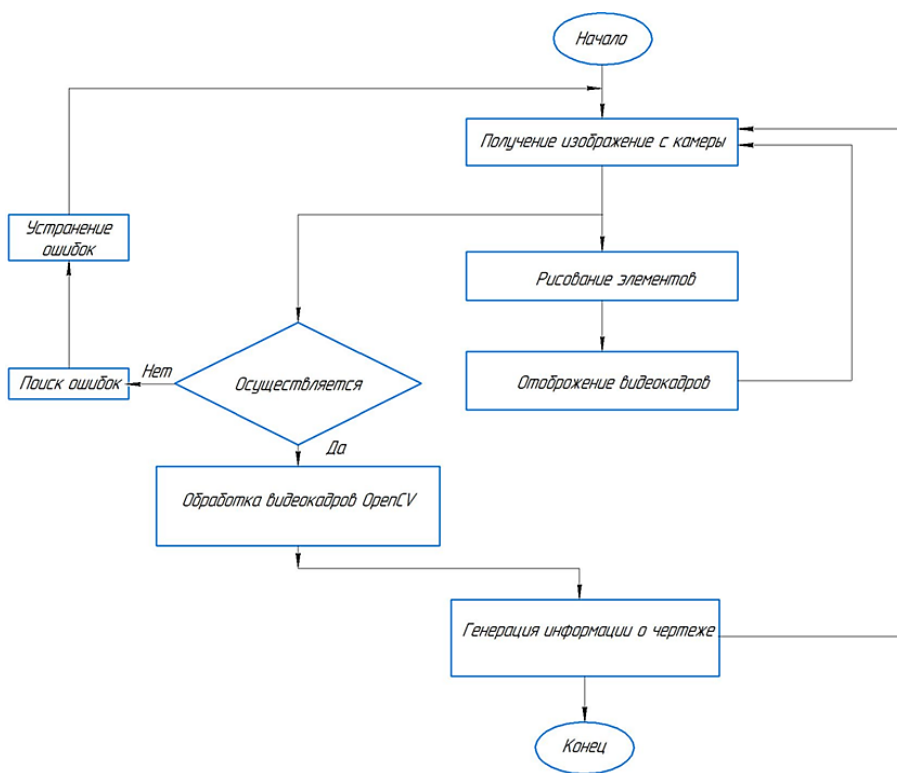 Начало
Получение изображение с камеры
Устранение
ошибок
Рисование элементов
Поиск ошибок
Нет
Осуществляется
Отоброжение видеокадров
Да
Обработка видеокадров OpenCV
Генерация информации о чертеже
Конец